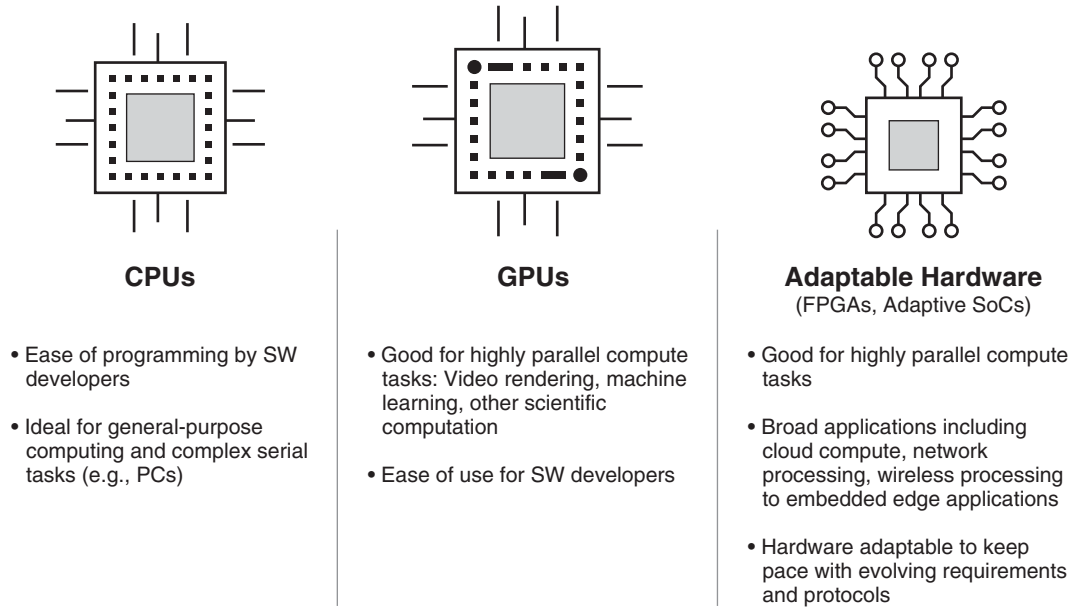 CPUs
• Ease of programming by SW
developers
• Ideal for general-purpose
computing and complex serial
tasks (e.g., PCs)
GPUs
• Good for highly parallel compute
tasks: Video rendering, machine
learning, other scientific
computation
• Ease of use for SW developers
Adaptable Hardware
(FPGAs, Adaptive SoCs)
• Good for highly parallel compute
tasks
• Broad applications including
cloud compute, network
processing, wireless processing
to embedded edge applications
• Hardware adaptable to keep
pace with evolving requirements
and protocols